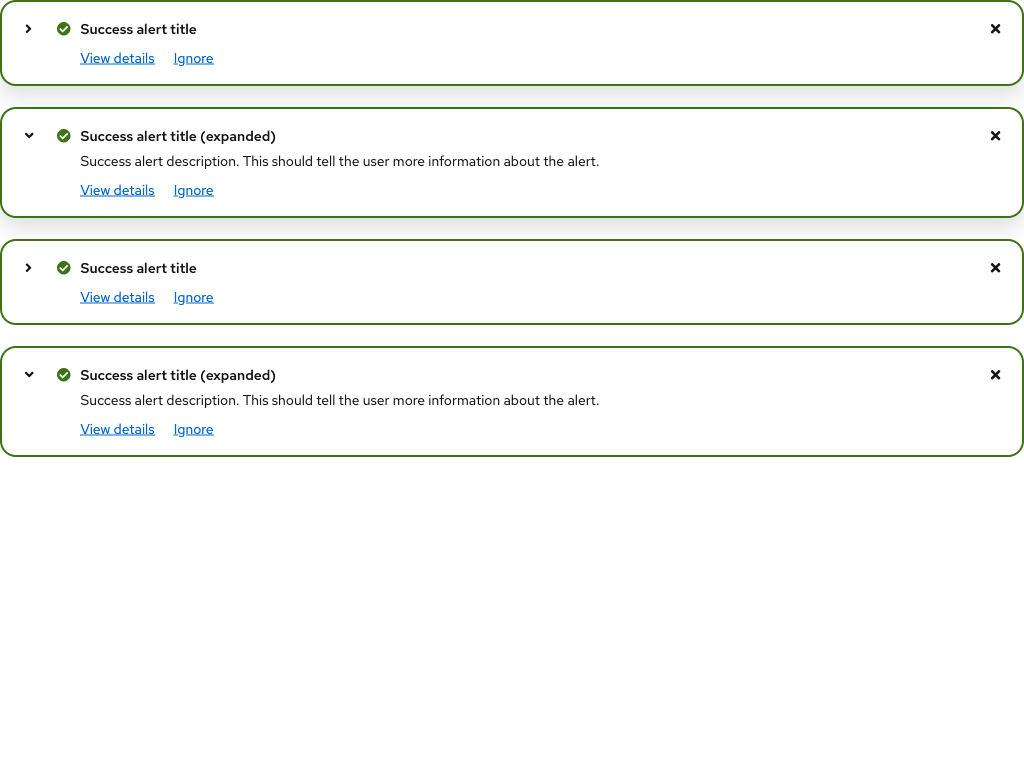 Success alert title
View details Ignore
Success alert title (expanded)
Success alert description. This should tell the user more information about the alert.
View details Ignore
Success alert title
View details Ignore
Success alert title (expanded)
Success alert description. This should tell the user more information about the alert.
View details Ignore